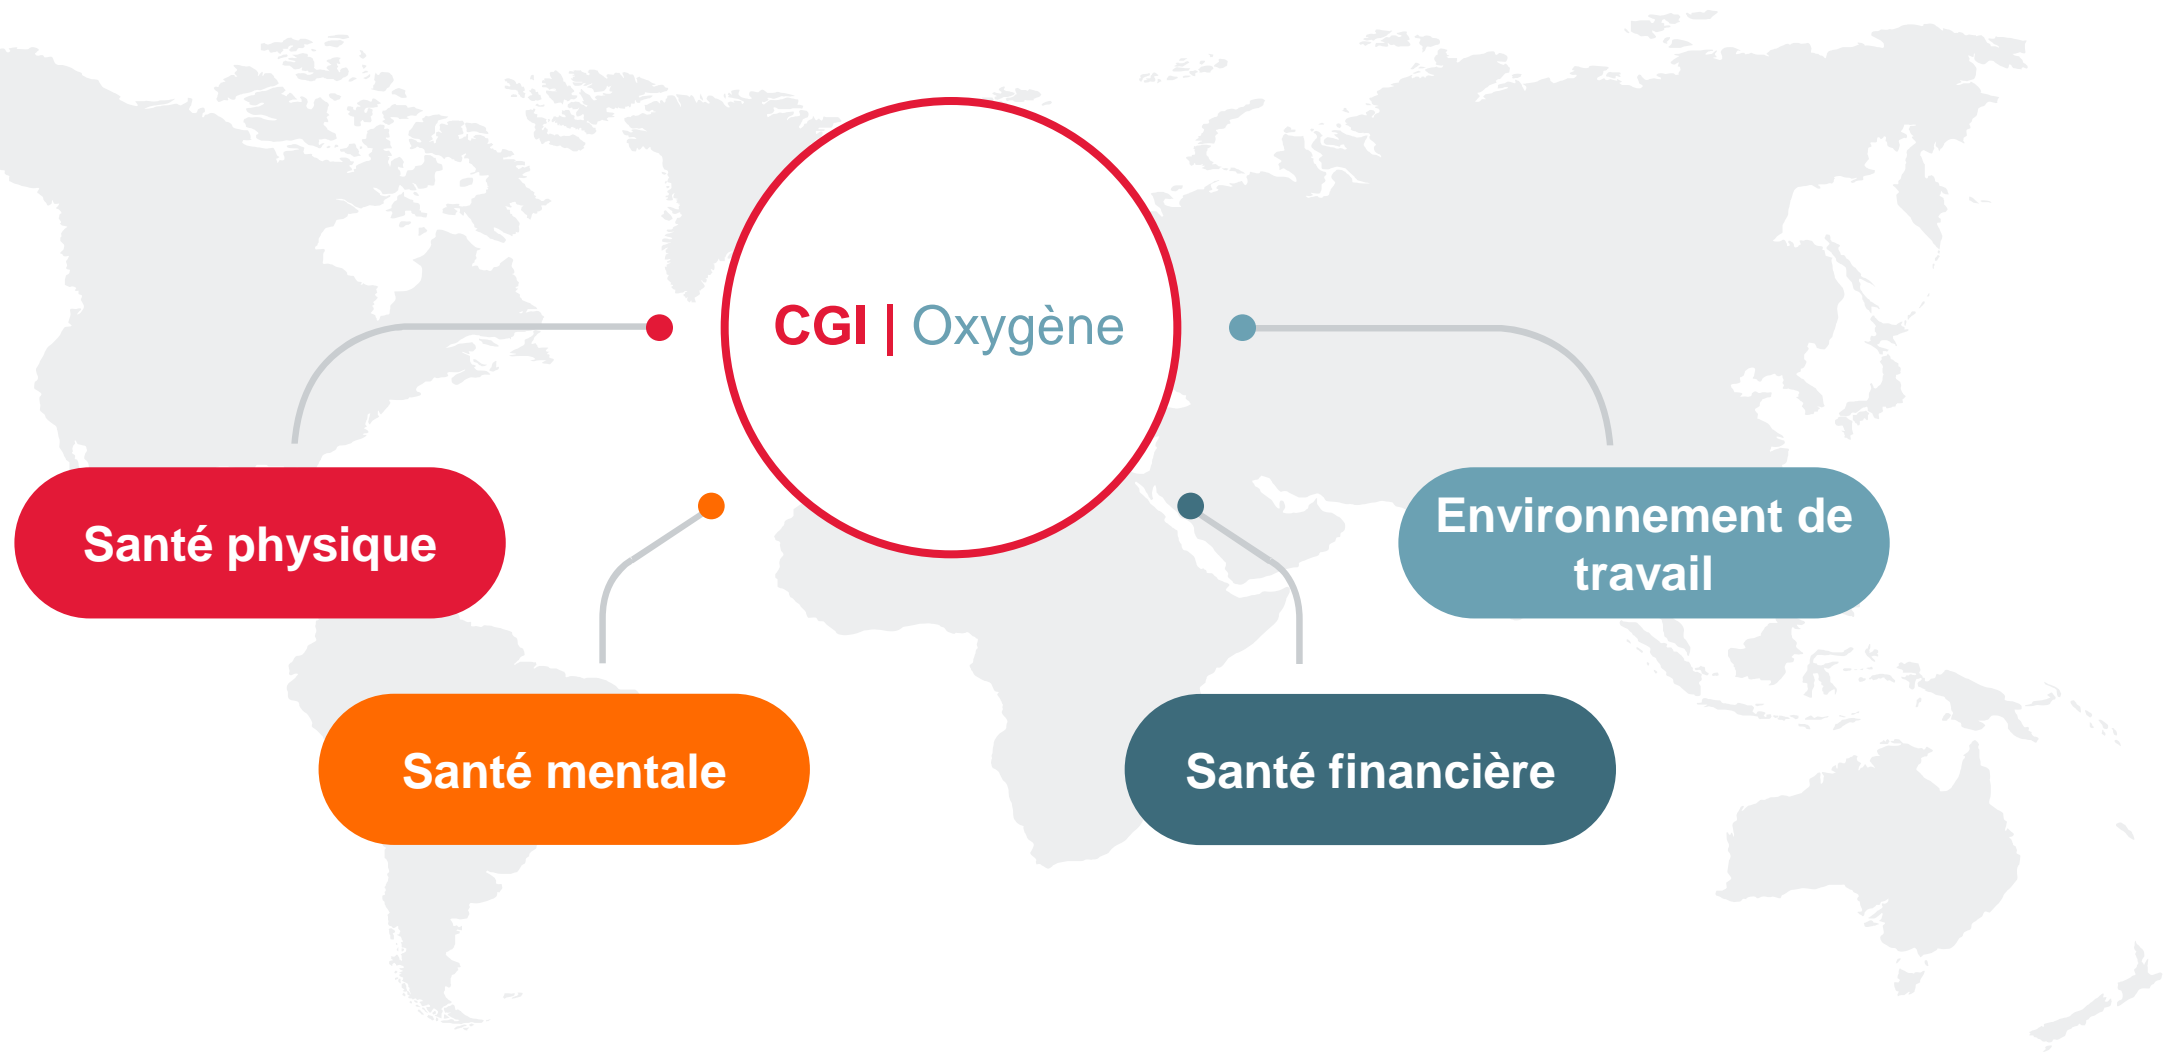 CGI | Oxygène
Santé physique
Environnement de
travail
Santé mentale
Santé financière